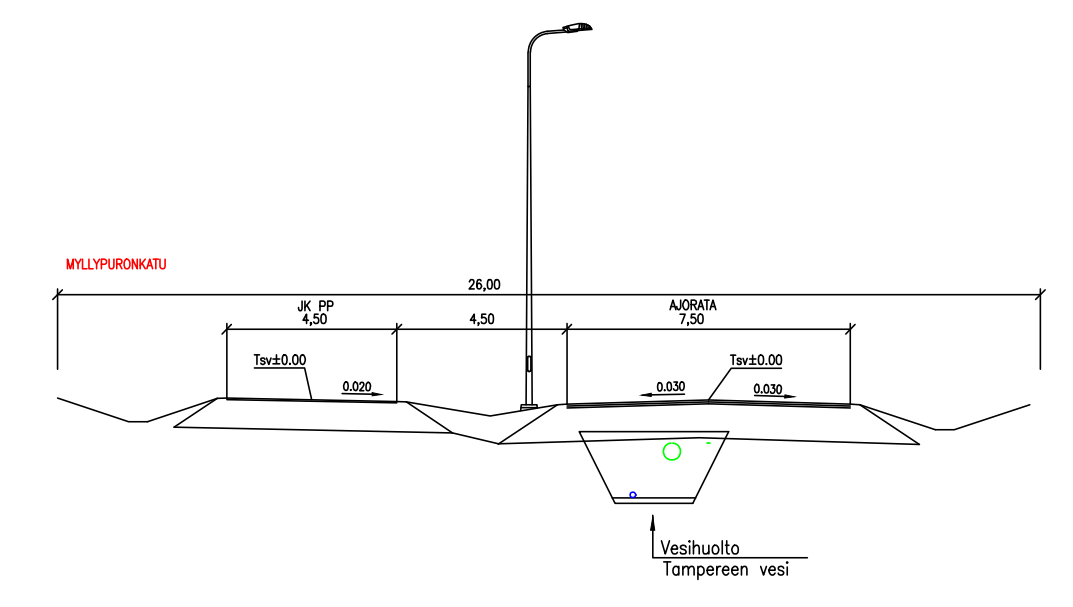 MYLLYPURONKATU
26,00
JK PP
4,50
4,50
AJORATA
7,50
Tsv±0.00
0.020
Tsv±0.00
0.030
0.030
Vesihuolto
Tampereen vesi